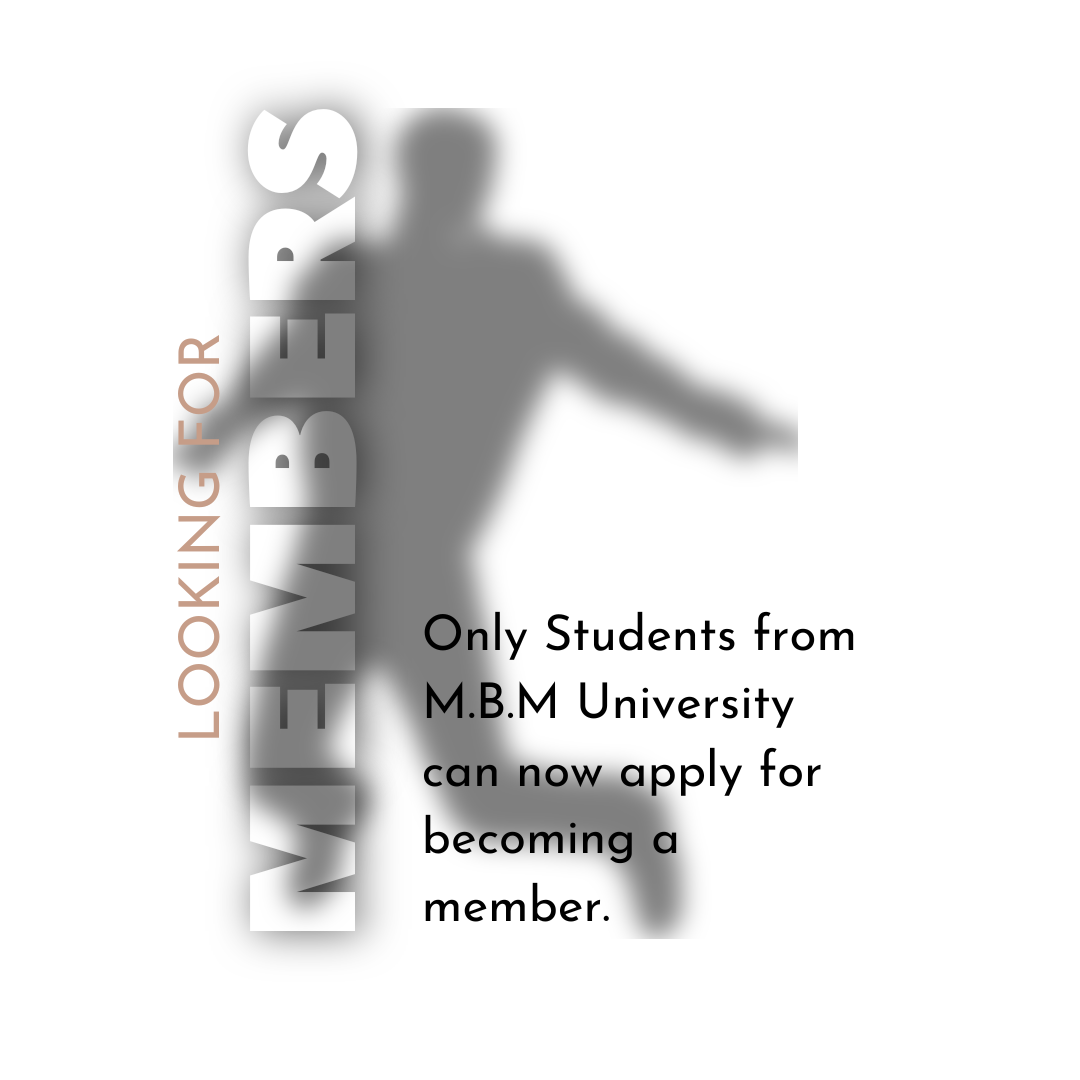 LOOKING FOR
MEMBERS
Only Students from
M.B.M University
can now apply for
becoming a
member.